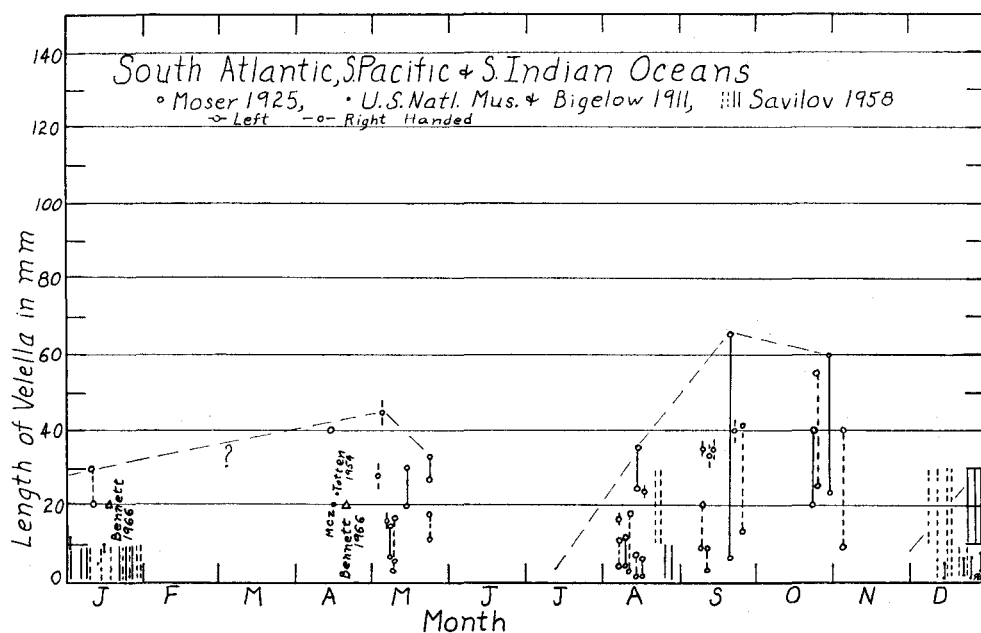 South Atlantic, S.Pacific & S. Indian Oceans
° Moser 1925, • U.S. Natl. Mus. & Bigelow 1911, Savilov 1958
Left Right Handed
Length of Velella in mm
140
120
100
80
60
40
20
0
?
Bennett
1966
MCZ • Totten
1954
Bennett
1966
J F M A M J J A S O N D
Month